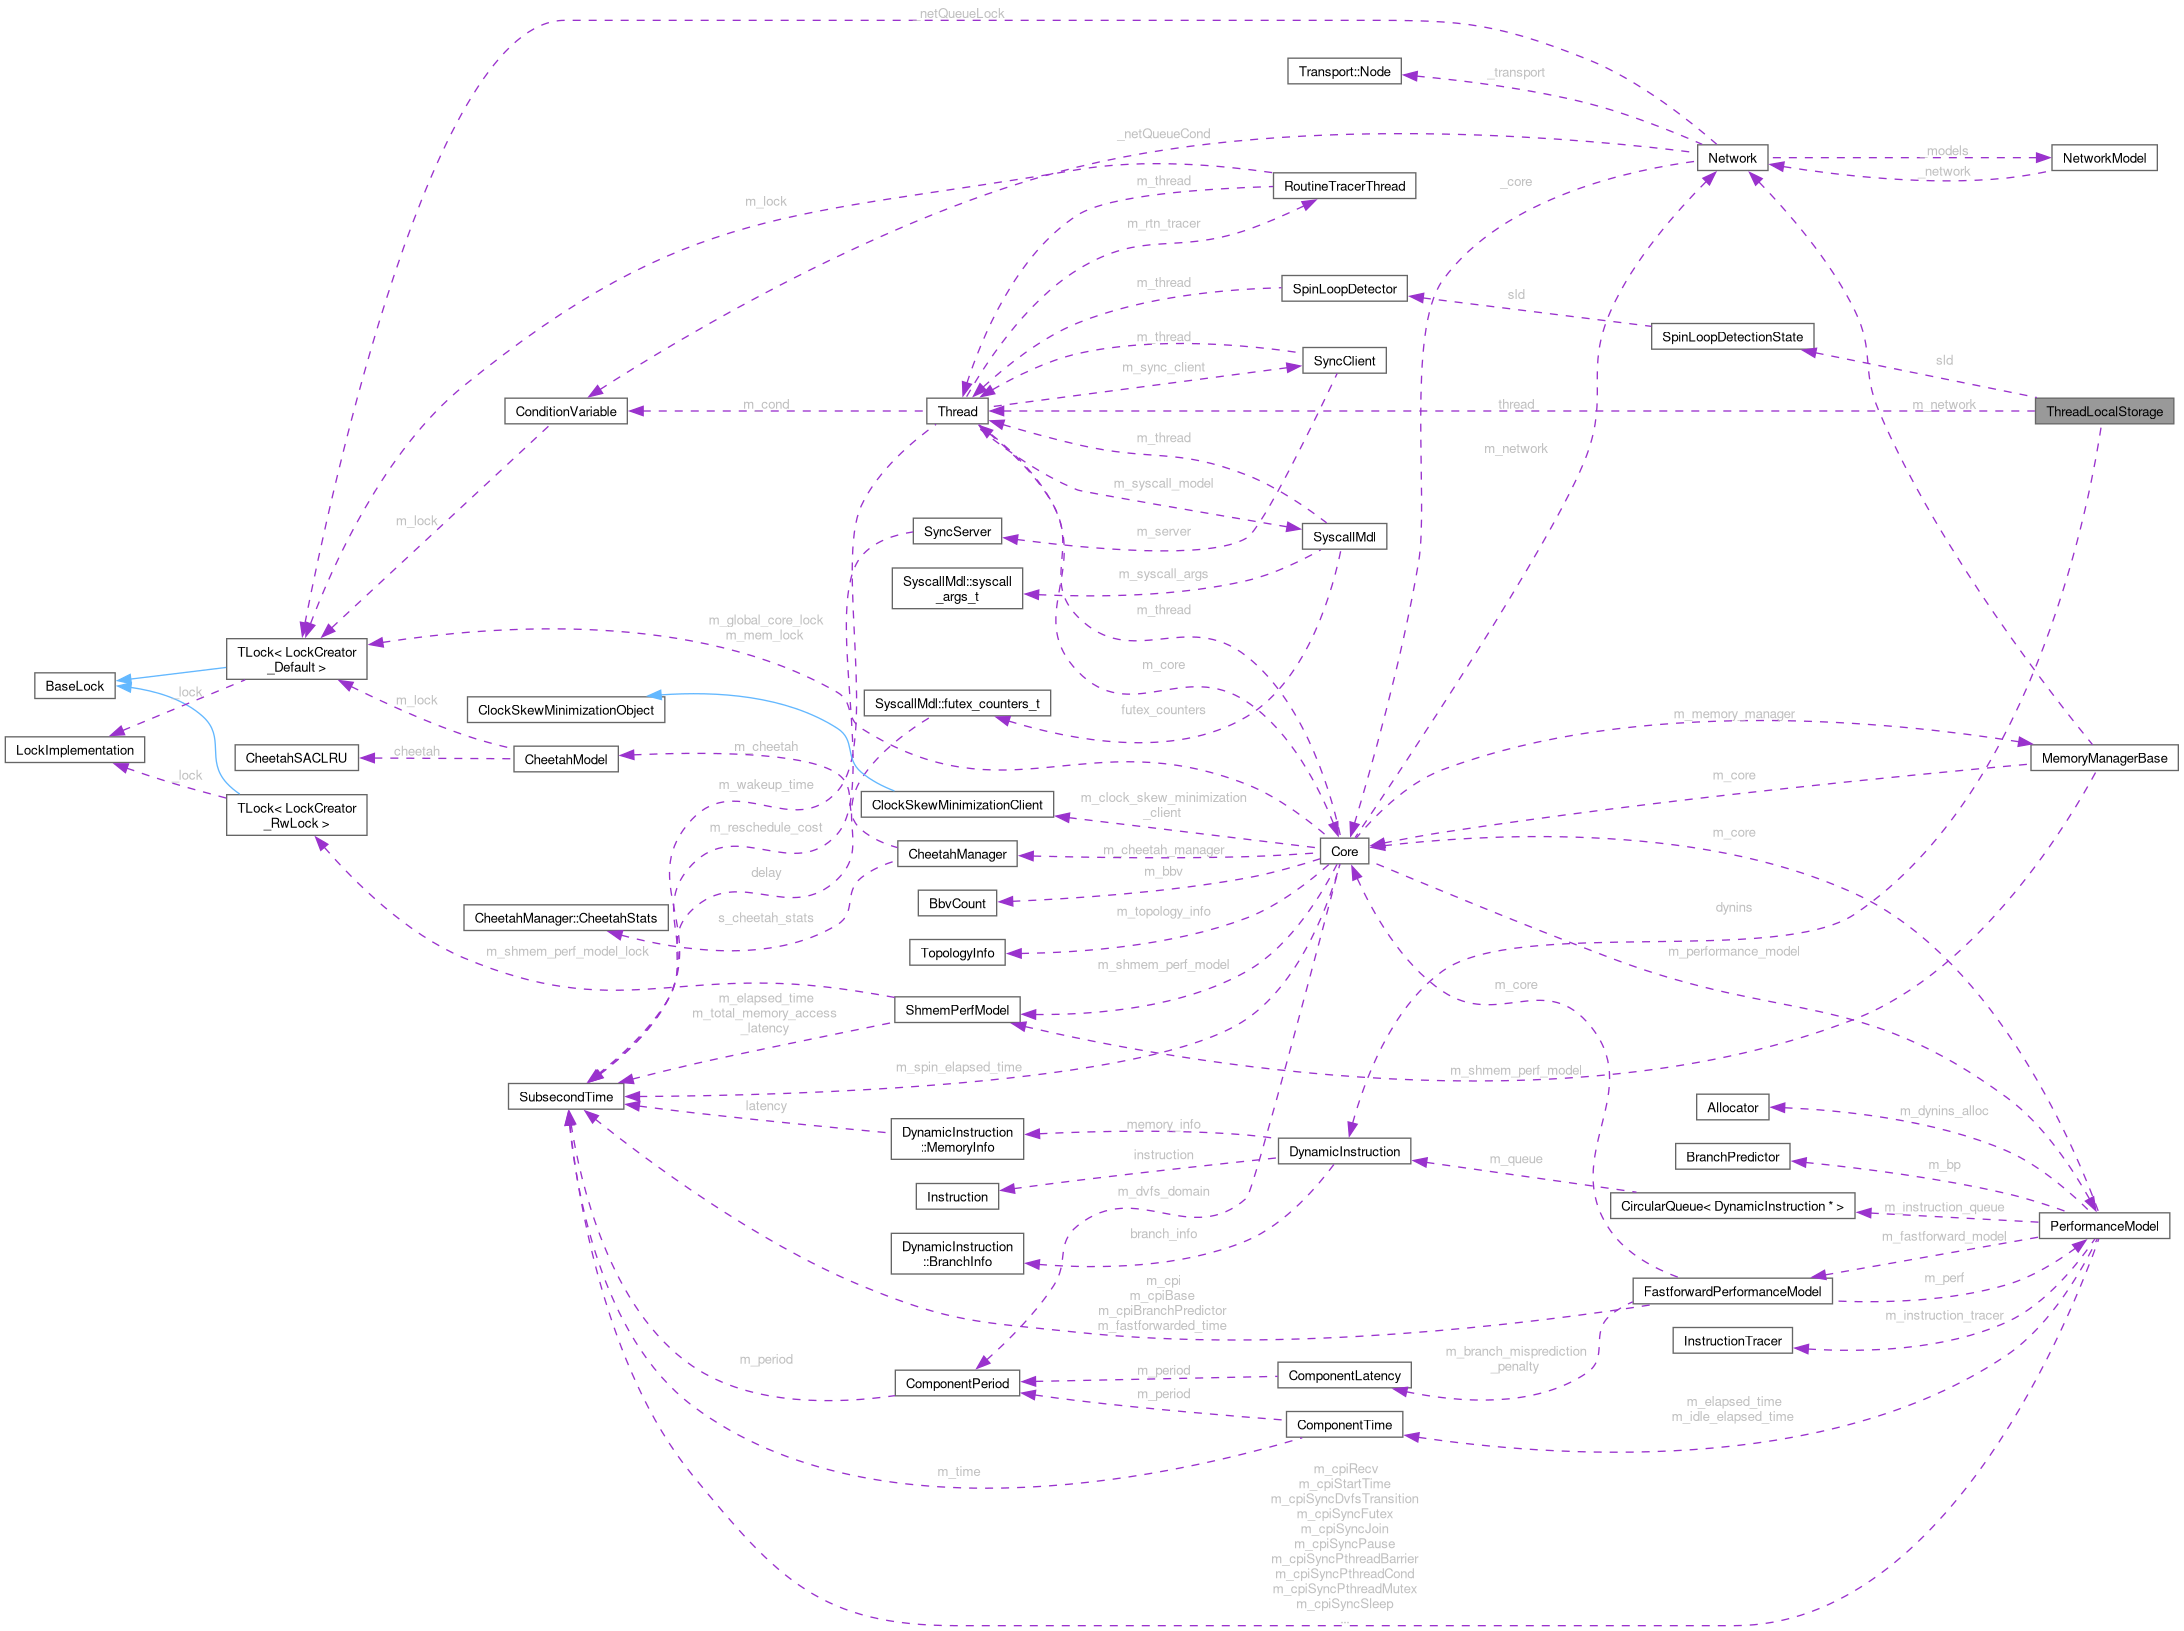 _netQueueLock
Transport::Node
_transport
_netQueueCond
Network
_models
_network
NetworkModel
RoutineTracerThread
m_thread
_core
m_lock
m_rtn_tracer
SpinLoopDetector
m_thread
sld
SpinLoopDetectionState
sld
SyncClient
m_thread
m_sync_client
ConditionVariable
m_cond
Thread
thread
m_network
ThreadLocalStorage
m_thread
m_network
m_syscall_model
m_lock
SyncServer
m_server
SyscallMdl
SyscallMdl::syscall
_args_t
m_syscall_args
m_thread
m_global_core_lock
m_mem_lock
TLock< LockCreator
_Default >
BaseLock
_lock
m_core
m_lock
ClockSkewMinimizationObject
SyscallMdl::futex_counters_t
futex_counters
m_memory_manager
LockImplementation
CheetahSACLRU
cheetah
CheetahModel
m_cheetah
MemoryManagerBase
_lock
m_wakeup_time
m_core
TLock< LockCreator
_RwLock >
ClockSkewMinimizationClient
m_clock_skew_minimization
_client
m_reschedule_cost
m_core
CheetahManager
m_cheetah_manager
Core
delay
m_bbv
BbvCount
dynins
CheetahManager::CheetahStats
s_cheetah_stats
m_topology_info
TopologyInfo
m_shmem_perf_model_lock
m_shmem_perf_model
m_performance_model
m_core
m_elapsed_time
m_total_memory_access
_latency
ShmemPerfModel
m_spin_elapsed_time
m_shmem_perf_model
SubsecondTime
latency
Allocator
m_dynins_alloc
DynamicInstruction
::MemoryInfo
memory_info
DynamicInstruction
instruction
m_queue
BranchPredictor
m_bp
Instruction
m_dvfs_domain
CircularQueue< DynamicInstruction * >
m_instruction_queue
PerformanceModel
branch_info
m_fastforward_model
DynamicInstruction
::BranchInfo
m_cpi
m_cpiBase
m_cpiBranchPredictor
m_fastforwarded_time
FastforwardPerformanceModel
m_perf
m_instruction_tracer
InstructionTracer
m_period
m_branch_misprediction
_penalty
ComponentPeriod
m_period
ComponentLatency
m_period
ComponentTime
m_elapsed_time
m_idle_elapsed_time
m_time
m_cpiRecv
m_cpiStartTime
m_cpiSyncDvfsTransition
m_cpiSyncFutex
m_cpiSyncJoin
m_cpiSyncPause
m_cpiSyncPthreadBarrier
m_cpiSyncPthreadCond
m_cpiSyncPthreadMutex
m_cpiSyncSleep
...